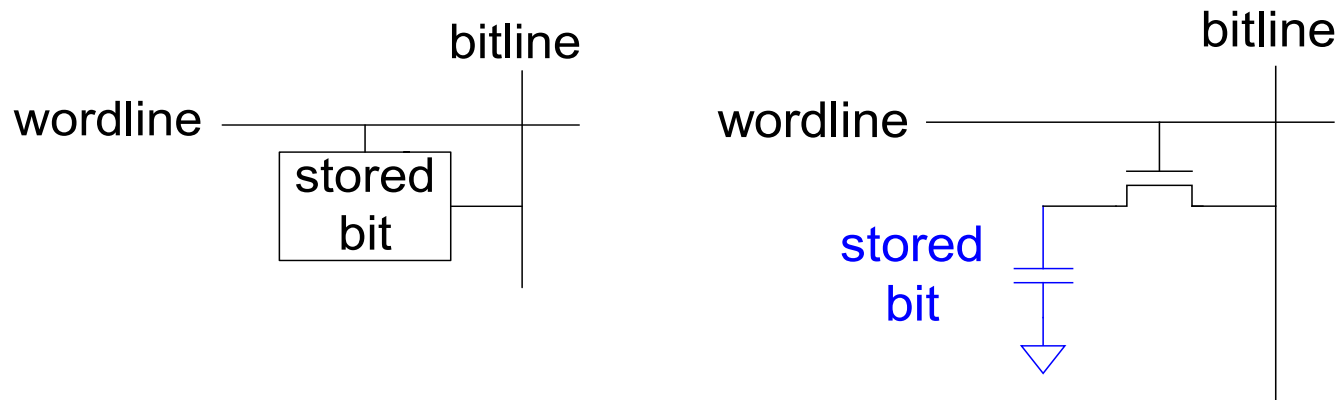 bitline
wordline
stored
bit
bitline
wordline
stored
bit